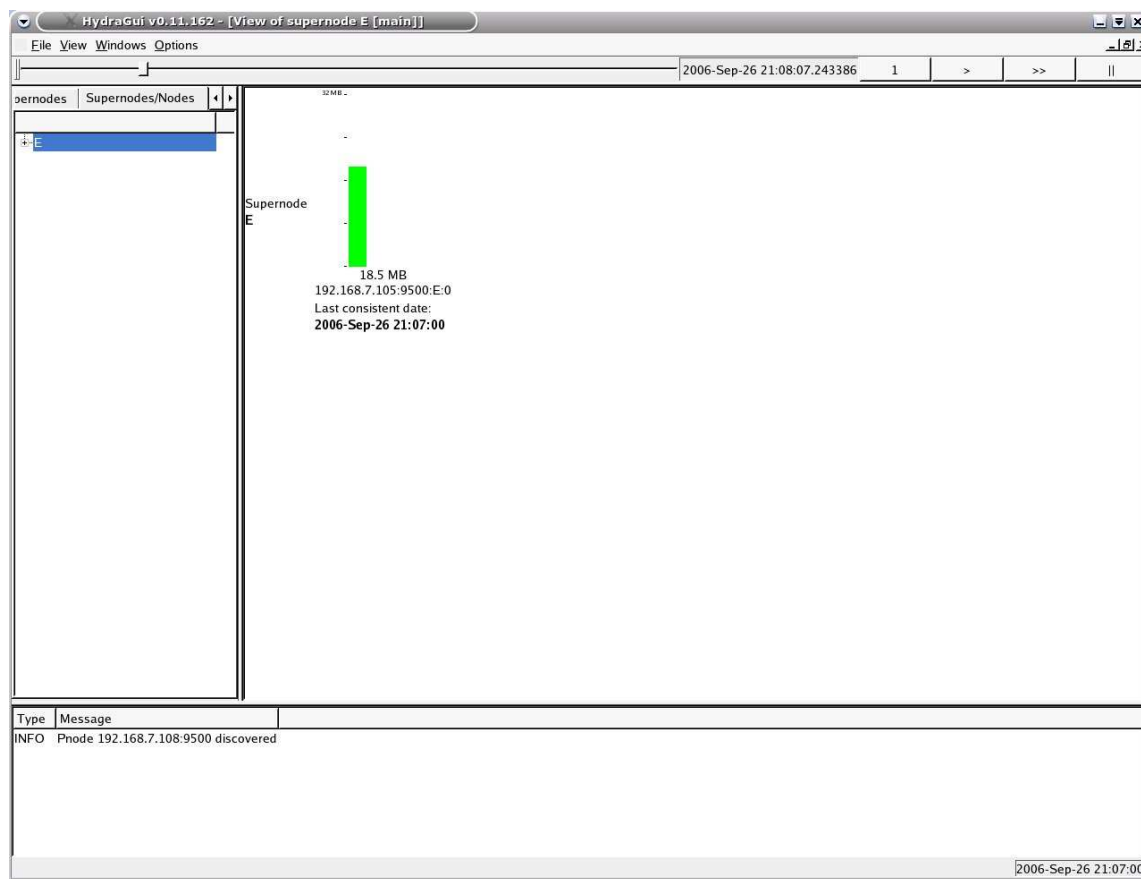 HydraGui v0.11.162 - [View of supernode E [main]]
File View Windows Options
2006-Sep-26 21:08:07.243386 1 > >> ||
pernodes Supernodes/Nodes
E
32MB
Supernode
E
18.5 MB
192.168.7.105:9500:E:0
Last consistent date:
2006-Sep-26 21:07:00
Type Message
INFO Pnode 192.168.7.108:9500 discovered
2006-Sep-26 21:07:00